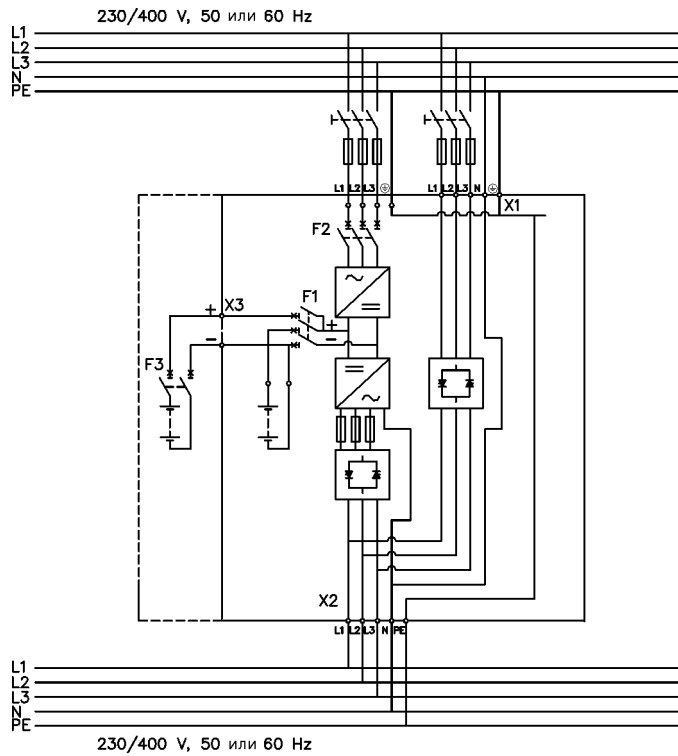 230/400 V, 50 или 60 Hz
L1
L2
L3
N
PE
L1 L2 L3
L1 L2 L3 N
X1
F2
F1
X3
+
+
-
-
F3
X2
L1 L2 L3 N PE
L1
L2
L3
N
PE
230/400 V, 50 или 60 Hz